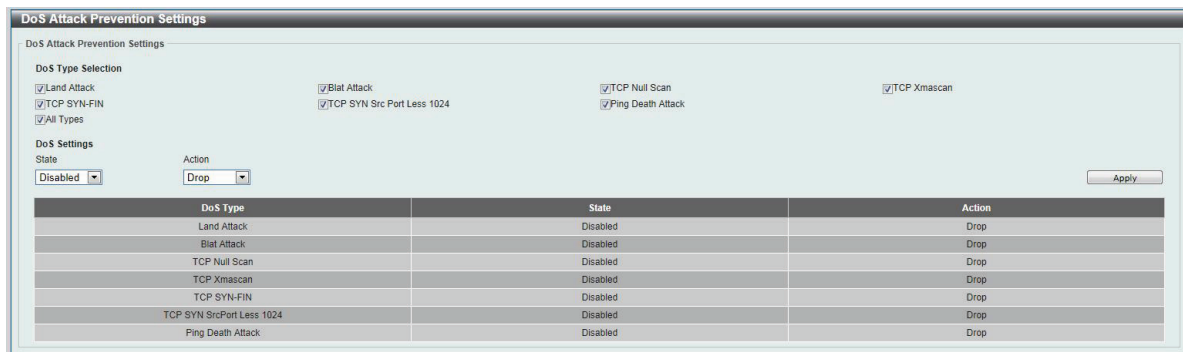 DoS Attack Prevention Settings
DoS Attack Prevention Settings
DoS Type Selection
Land Attack Blat Attack TCP Null Scan TCP Xmascan
TCP SYN-FIN TCP SYN Src Port Less 1024 Ping Death Attack
All Types
DoS Settings
State Action
Disabled Drop Apply
DoS Type State Action
Land Attack Disabled Drop
Blat Attack Disabled Drop
TCP Null Scan Disabled Drop
TCP Xmascan Disabled Drop
TCP SYN-FIN Disabled Drop
TCP SYN SrcPort Less 1024 Disabled Drop
Ping Death Attack Disabled Drop